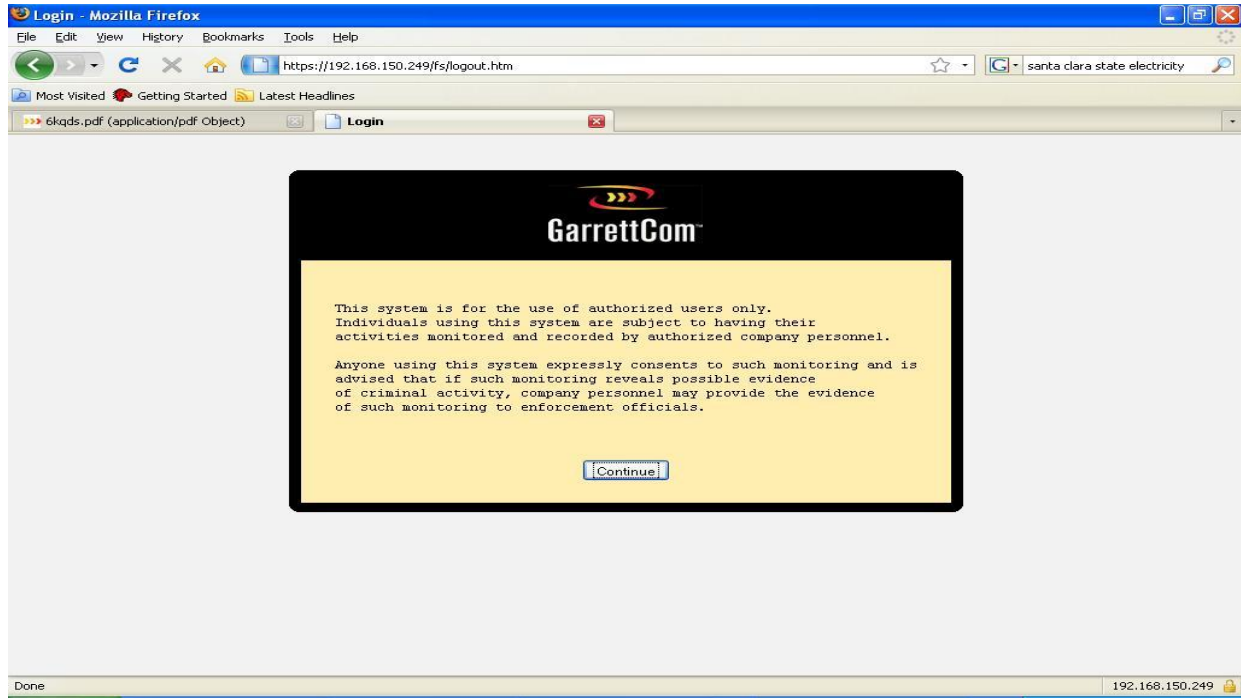 Login - Mozilla Firefox
File Edit View History Bookmarks Tools Help
https://192.168.150.249/fs/logout.htm G santa clara state electricity
Most Visited Getting Started Latest Headlines
6kqds.pdf (application/pdf Object) Login
GarrettCom™
This system is for the use of authorized users only.
Individuals using this system are subject to having their
activities monitored and recorded by authorized company personnel.
Anyone using this system expressly consents to such monitoring and is
advised that if such monitoring reveals possible evidence
of criminal activity, company personnel may provide the evidence
of such monitoring to enforcement officials.
Continue
Done 192.168.150.249